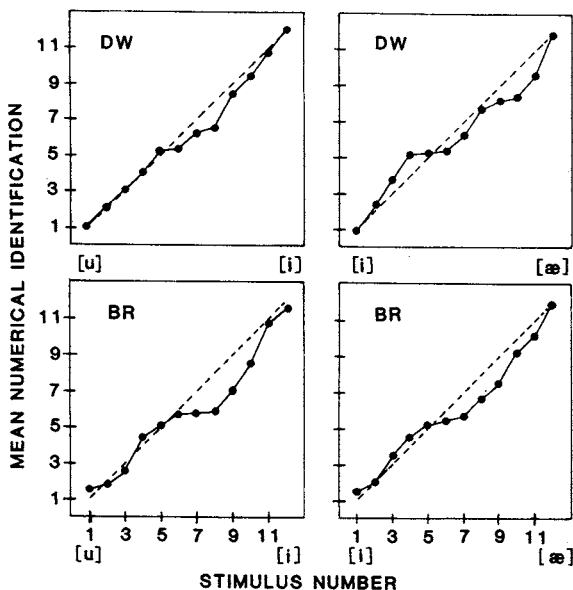 MEAN NUMERICAL IDENTIFICATION
DW
11
9
7
5
3
1
[u] [i]
DW
[i] [æ]
BR
11
9
7
5
3
1
1 3 5 7 9 11
[u] [i]
BR
1 3 5 7 9 11
[i] [æ]
STIMULUS NUMBER